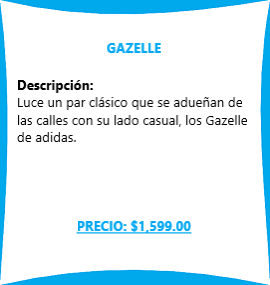 GAZELLE
Descripción:
Luce un par clásico que se adueñan de
las calles con su lado casual, los Gazelle
de adidas.
PRECIO: $1,599.00